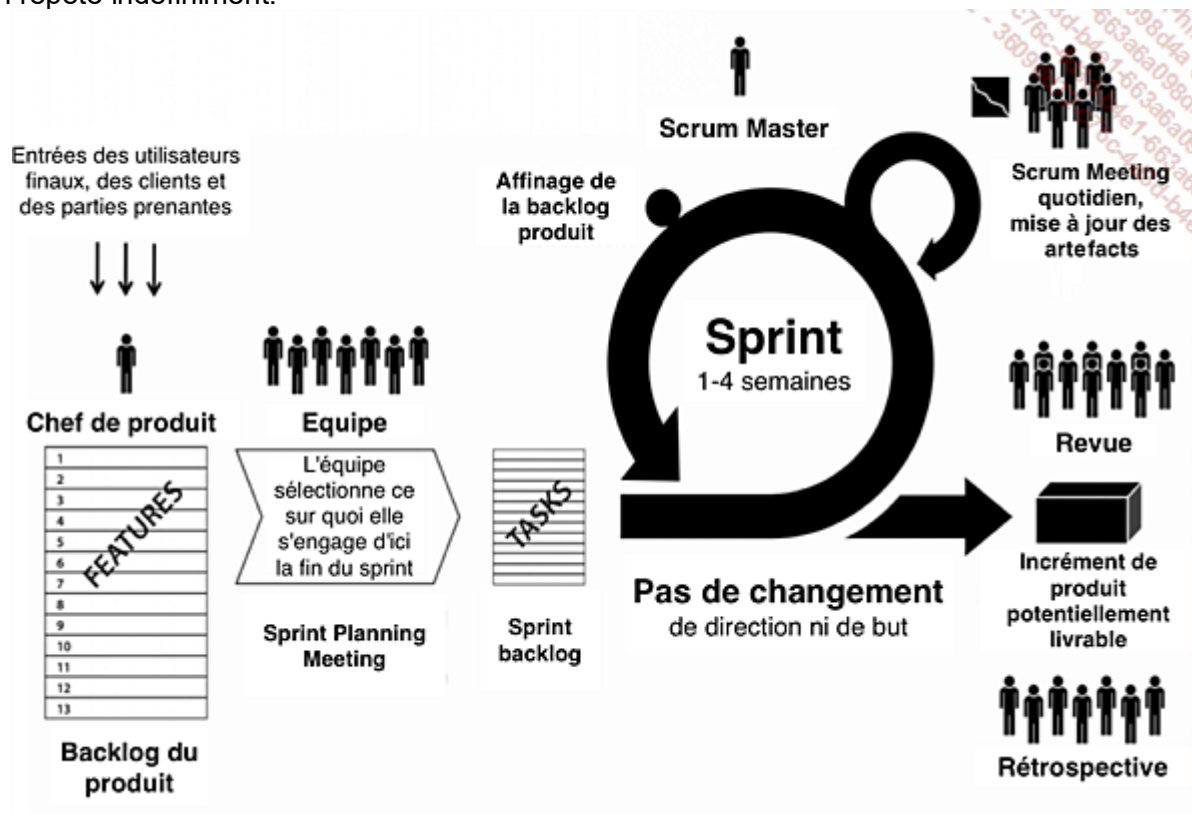 répété indéfiniment.
Scrum Master
Entrées des utilisateurs
finaux, des clients et
des parties prenantes
Affinage de
la backlog
produit
Scrum Meeting
quotidien,
mise à jour des
artefacts
Sprint
1-4 semaines
Chef de produit
Equipe
Revue
1
2
3
4
5
6
7
8
9
10
11
12
13
FEATURES
L'équipe
sélectionne ce
sur quoi elle
s'engage d'ici
la fin du sprint
TASKS
Sprint Planning
Meeting
Sprint
backlog
Pas de changement
de direction ni de but
Incrément de
produit
potentiellement
livrable
Backlog du
produit
Rétrospective